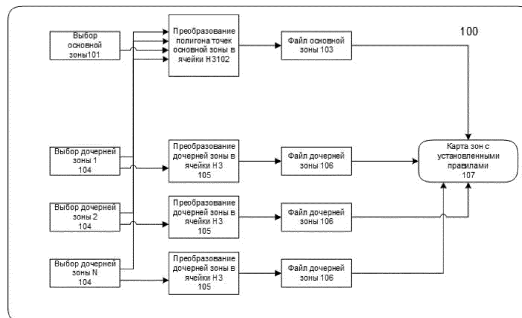 100
Выбор
основной
зоны101
Преобразование
полигона точек
основной зоны в
ячейки H3102
Файл основной
зоны 103
Выбор дочерней
зоны 1
104
Преобразование
дочерней зоны в
ячейки H3
105
Файл дочерней
зоны 106
Карта зон с
установленными
правилами
107
Выбор дочерней
зоны 2
104
Преобразование
дочерней зоны в
ячейки H3
105
Файл дочерней
зоны 106
Выбор дочерней
зоны N
104
Преобразование
дочерней зоны в
ячейки H3
105
Файл дочерней
зоны 106